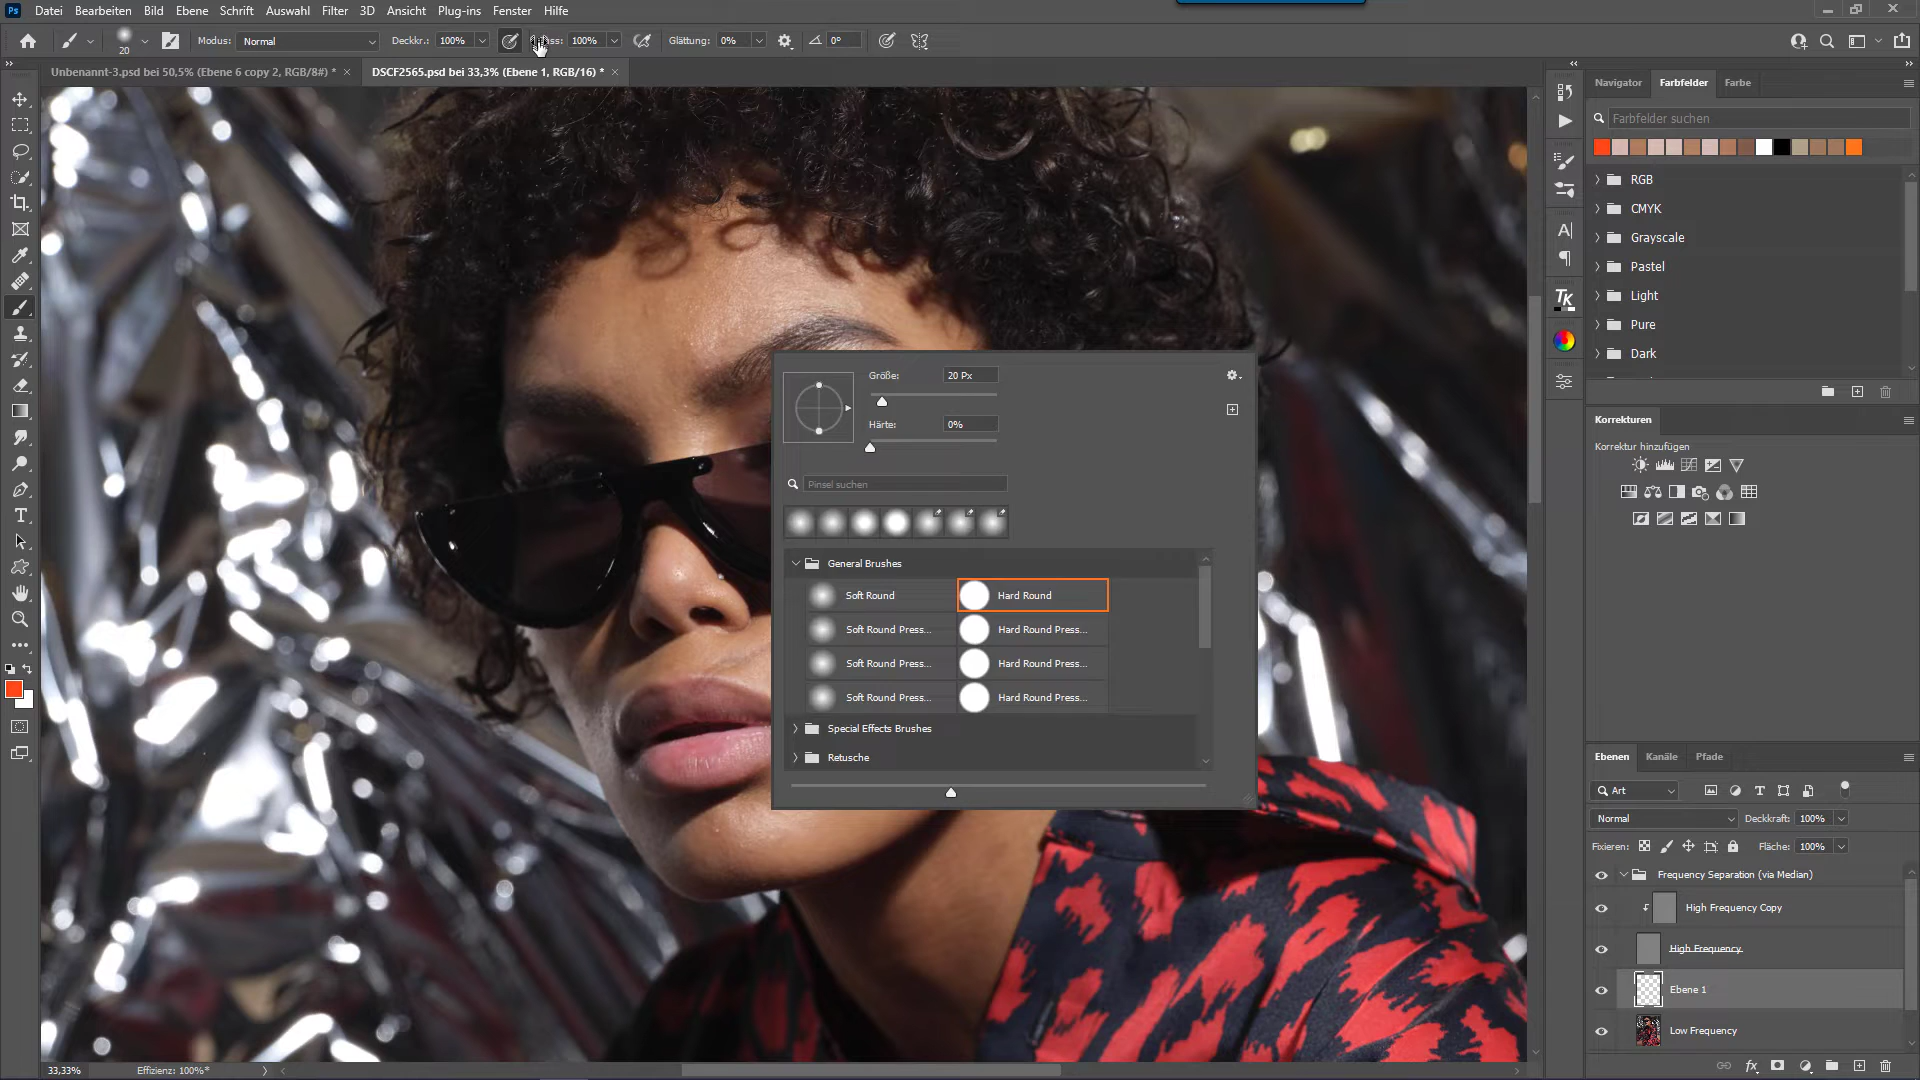 Ps Datei Bearbeiten Bild Ebene Schrift Auswahl Filter 3D Ansicht Plug-ins Fenster Hilfe
20 Modus: Normal Deckkr.: 100% 100% Glättung: 0% 0°
Unbenannt-3.psd bei 50,5% (Ebene 6 copy 2, RGB/8#) * × DSCF2565.psd bei 33,3% (Ebene 1, RGB/16) * ×
Navigator Farbfelder Farbe
Farbfelder suchen
RGB
CMYK
Grayscale
Pastel
Light
Pure
Dark
TK
Korrekturen
Korrektur hinzufügen
Größe: 20 Px
Härte: 0%
Pinsel suchen
General Brushes
Soft Round Hard Round
Soft Round Press... Hard Round Press...
Soft Round Press... Hard Round Press...
Soft Round Press... Hard Round Press...
Special Effects Brushes
Retusche
Ebenen Kanäle Pfade
Art
Normal Deckkraft: 100%
Fixieren: Fläche: 100%
Frequency Separation (via Median)
High Frequency Copy
High Frequency
Ebene 1
Low Frequency
33,33% Effizienz: 100%*